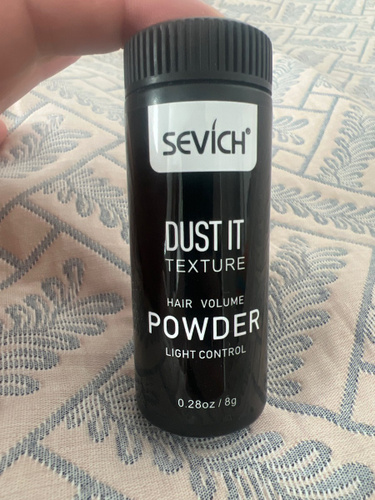 SEVICH®
DUST IT
TEXTURE
HAIR VOLUME
POWDER
LIGHT CONTROL
0.28oz / 8g